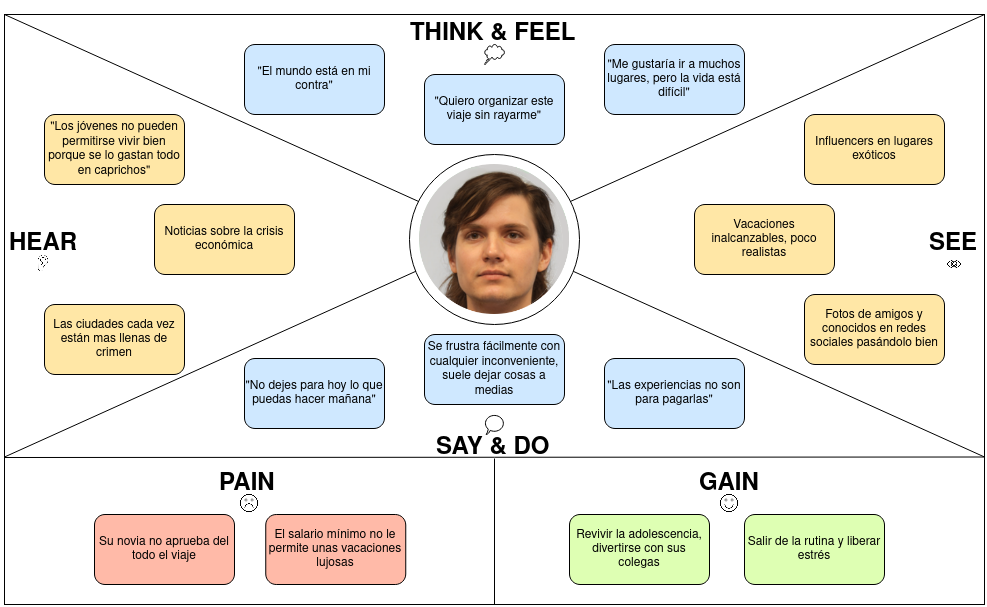 THINK & FEEL
"El mundo está en mi
contra"
"Quiero organizar este
viaje sin rayarme"
"Me gustaría ir a muchos
lugares, pero la vida está
difícil"
"Los jóvenes no pueden
permitirse vivir bien
porque se lo gastan todo
en caprichos"
HEAR
Noticias sobre la crisis
económica
Las ciudades cada vez
están mas llenas de
crimen
Influencers en lugares
exóticos
SEE
Vacaciones
inalcanzables, poco
realistas
Fotos de amigos y
conocidos en redes
sociales pasándolo bien
"No dejes para hoy lo que
puedas hacer mañana"
Se frustra fácilmente con
cualquier inconveniente,
suele dejar cosas a
medias
"Las experiencias no son
para pagarlas"
SAY & DO
PAIN
Su novia no aprueba del
todo el viaje
El salario mínimo no le
permite unas vacaciones
lujosas
GAIN
Revivir la adolescencia,
divertirse con sus
colegas
Salir de la rutina y liberar
estrés